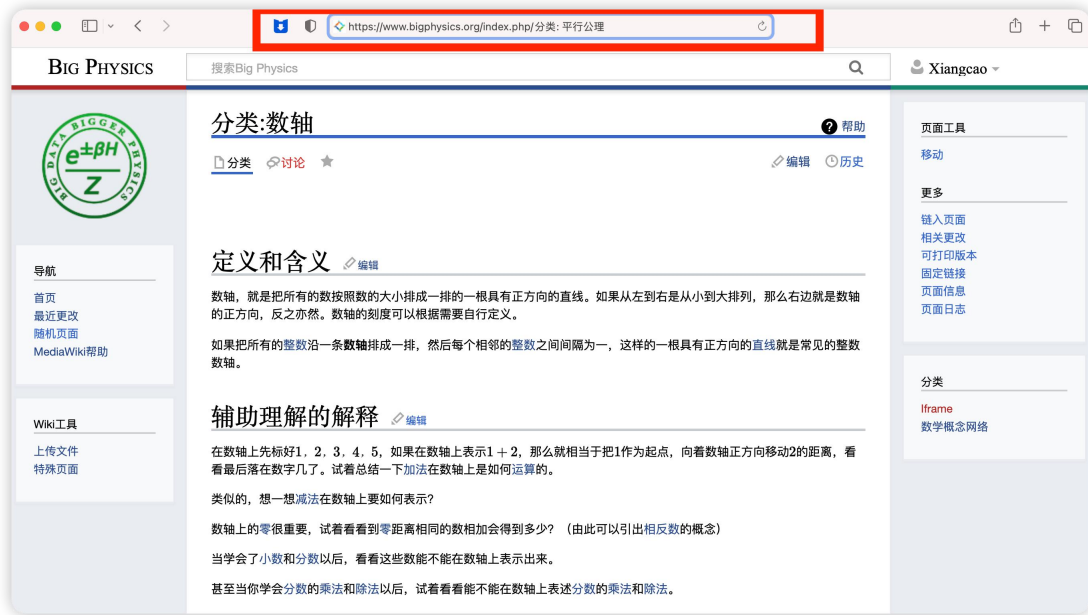 https://www.bigphysics.org/index.php/分类: 平行公理
BIG PHYSICS
搜索Big Physics
Xiangcao
BIG DATA BIGGER PHYSICS
e±βH
Z
导航
首页
最近更改
随机页面
MediaWiki帮助
Wiki工具
上传文件
特殊页面
分类:数轴
帮助
分类
讨论
编辑
历史
定义和含义
编辑
数轴，就是把所有的数按照数的大小排成一排的一根具有正方向的直线。如果从左到右是从小到大排列，那么右边就是数轴
的正方向，反之亦然。数轴的刻度可以根据需要自行定义。
如果把所有的整数沿一条数轴排成一排，然后每个相邻的整数之间间隔为一，这样的一根具有正方向的直线就是常见的整数
数轴。
辅助理解的解释
编辑
在数轴上先标好1，2，3，4，5，如果在数轴上表示1 + 2，那么就相当于把1作为起点，向着数轴正方向移动2的距离，看
看最后落在数字几了。试着总结一下加法在数轴上是如何运算的。
类似的，想一想减法在数轴上要如何表示？
数轴上的零很重要，试着看看到零距离相同的数相加会得到多少？（由此可以引出相反数的概念）
当学会了小数和分数以后，看看这些数能不能在数轴上表示出来。
甚至当你学会分数的乘法和除法以后，试着看看能不能在数轴上表述分数的乘法和除法。
页面工具
移动
更多
链入页面
相关更改
可打印版本
固定链接
页面信息
页面日志
分类
Iframe
数学概念网络